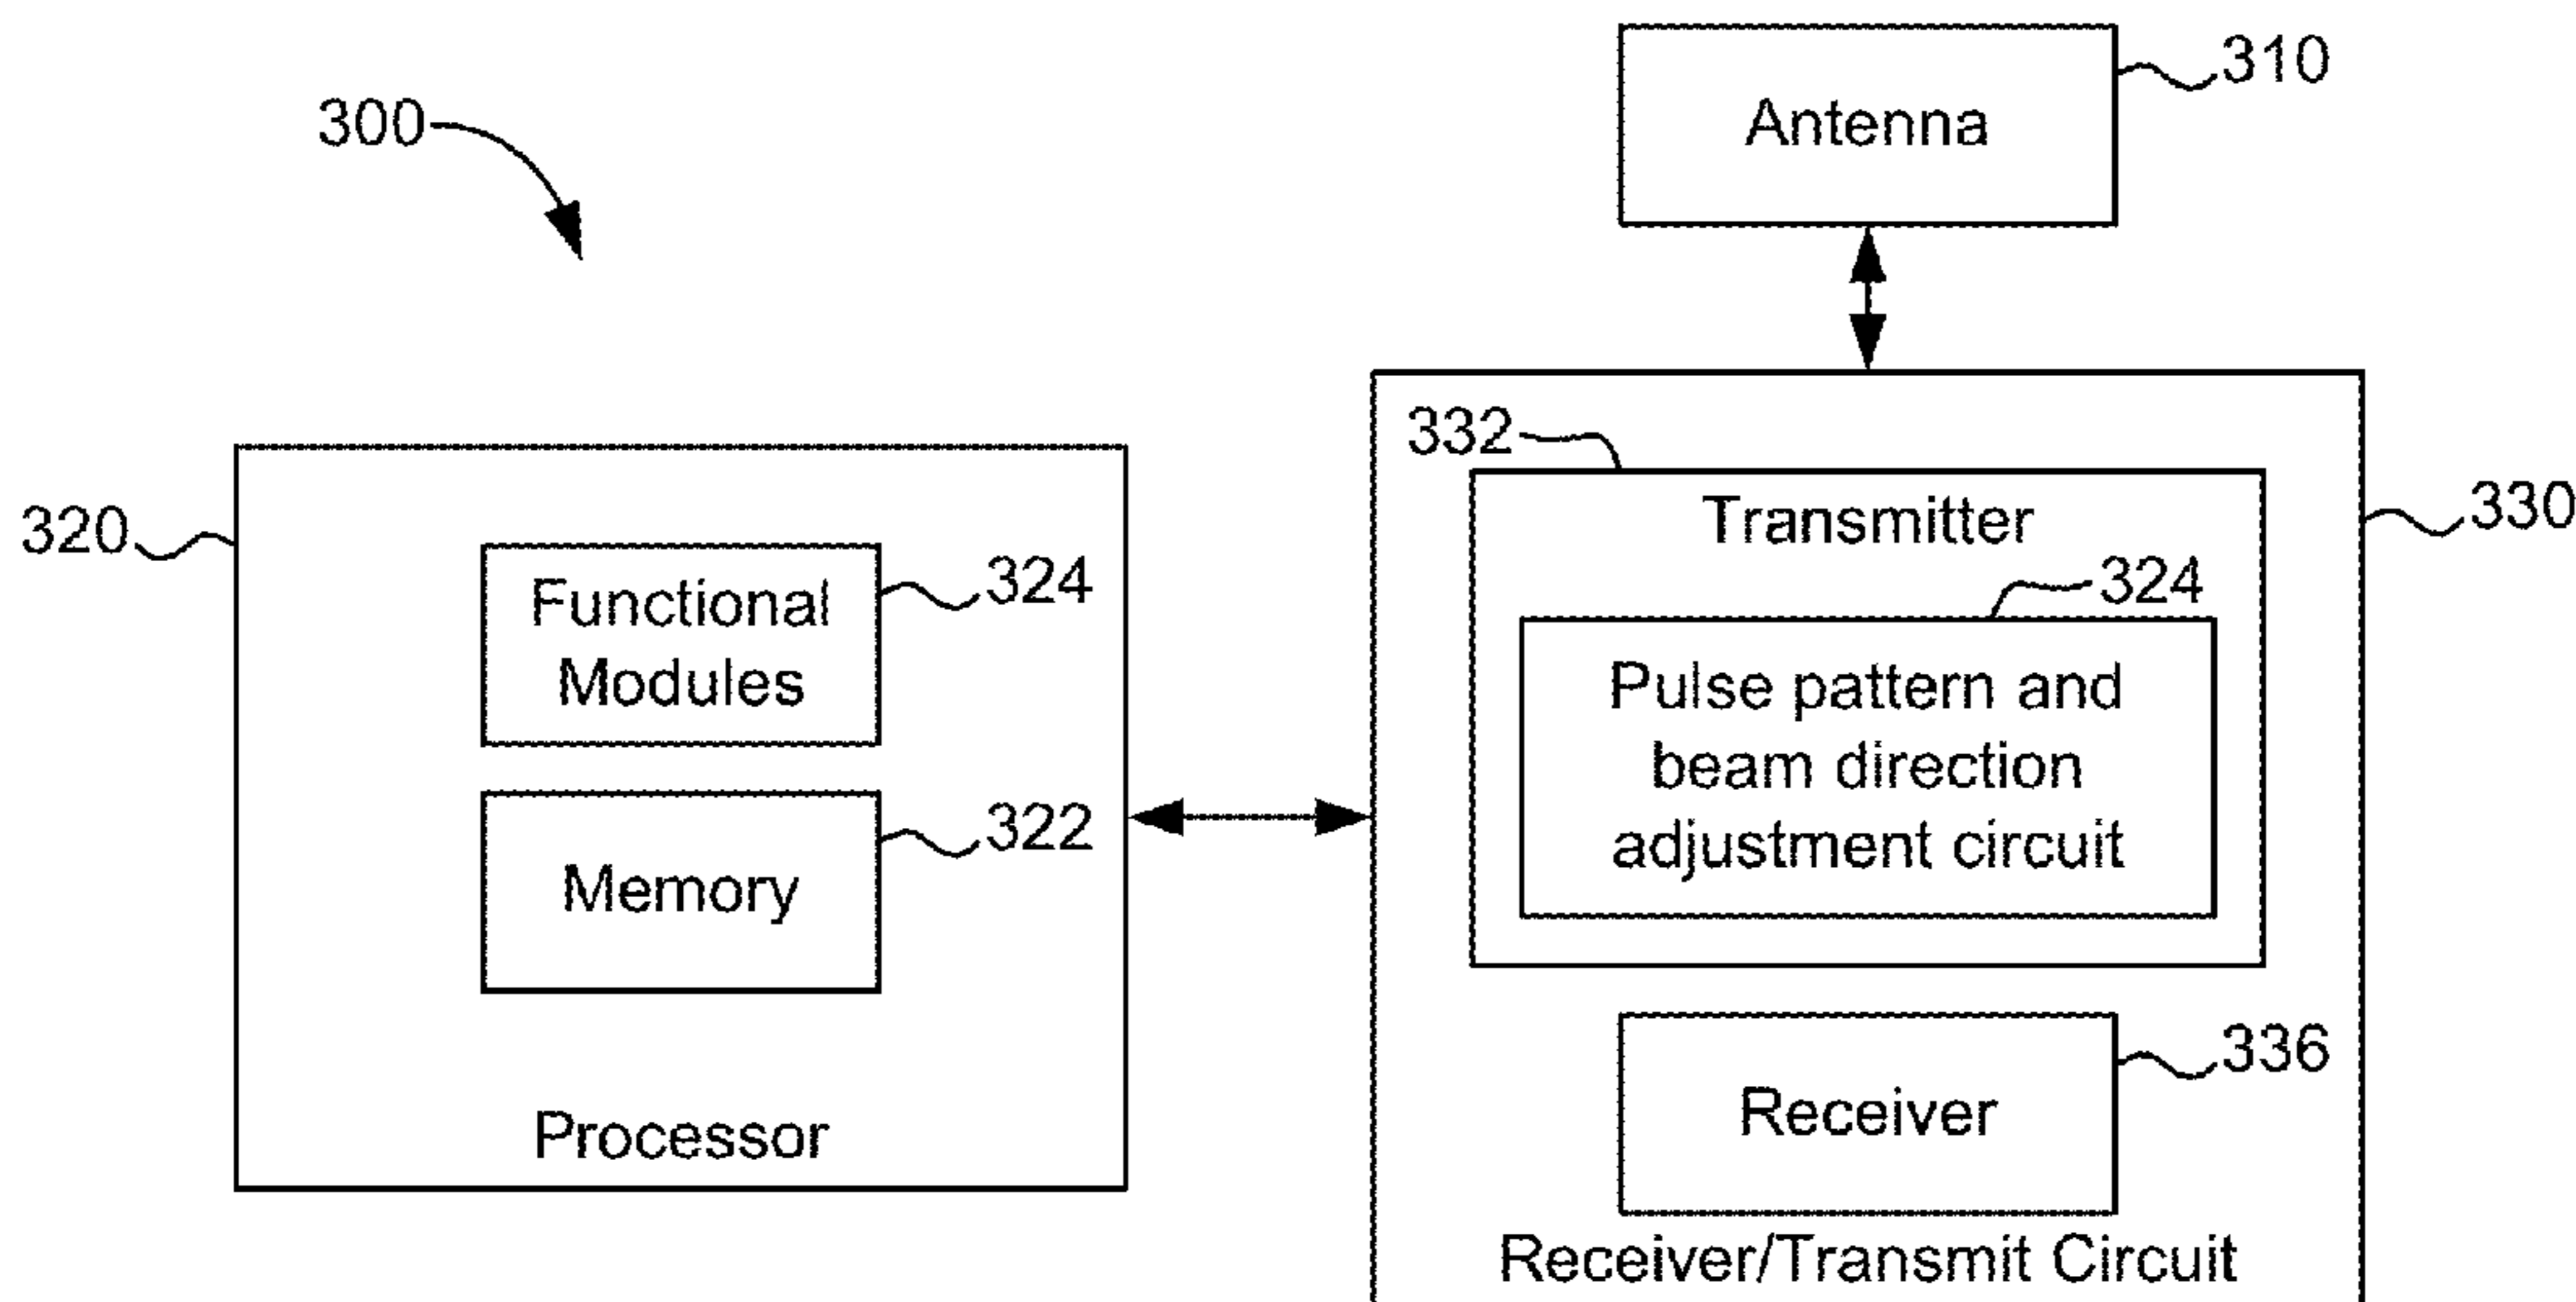 300
Antenna
310
320
Functional
Modules
324
Memory
322
Processor
332
Transmitter
324
Pulse pattern and
beam direction
adjustment circuit
330
Receiver
336
Receiver/Transmit Circuit